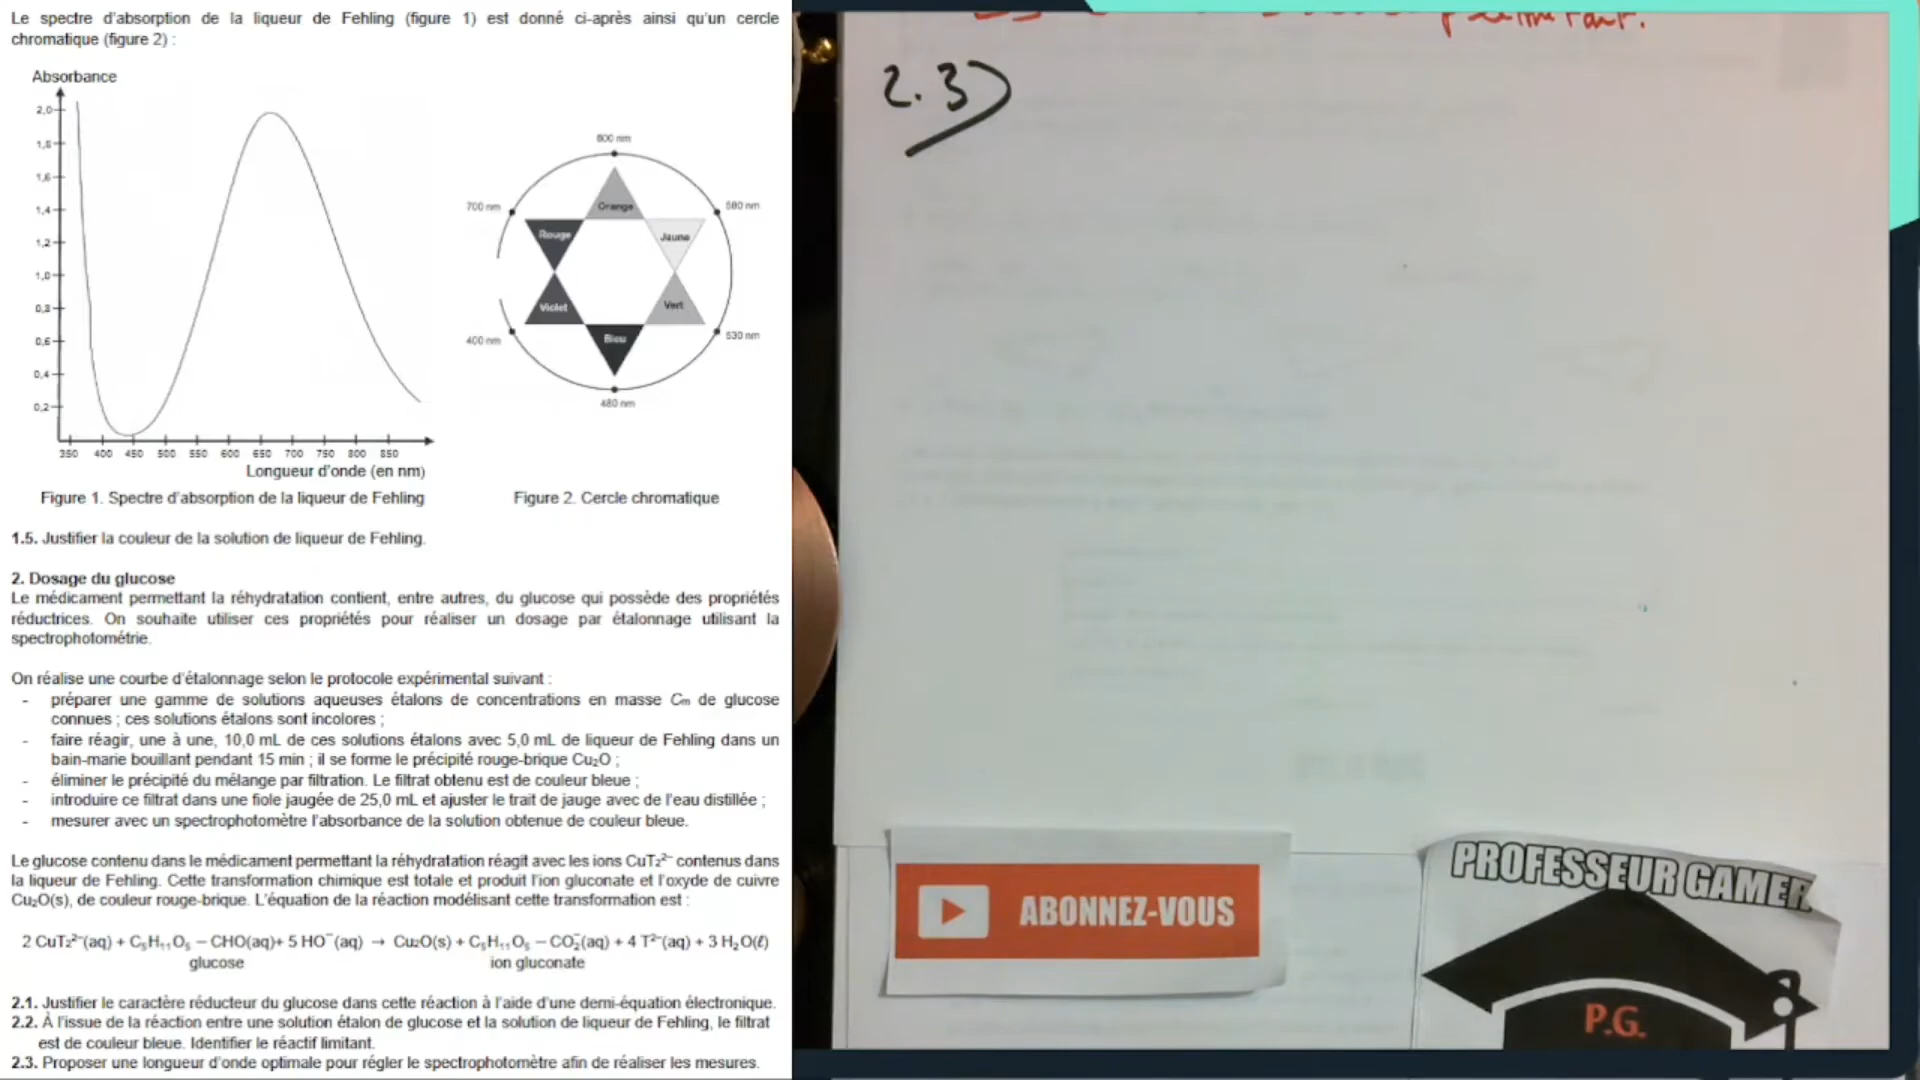 Le spectre d'absorption de la liqueur de Fehling (figure 1) est donné ci-après ainsi qu'un cercle
chromatique (figure 2) :
Absorbance
2,0
1,8
1,6
1,4
1,2
1,0
0,8
0,6
0,4
0,2
350 400 450 500 550 600 650 700 750 800 850
Longueur d'onde (en nm)
Figure 1. Spectre d'absorption de la liqueur de Fehling
600 nm
700 nm
580 nm
Orange
Rouge
Jaune
Violet
Vert
Bleu
400 nm
530 nm
480 nm
Figure 2. Cercle chromatique
1.5. Justifier la couleur de la solution de liqueur de Fehling.
2. Dosage du glucose
Le médicament permettant la réhydratation contient, entre autres, du glucose qui possède des propriétés
réductrices. On souhaite utiliser ces propriétés pour réaliser un dosage par étalonnage utilisant la
spectrophotométrie.
On réalise une courbe d'étalonnage selon le protocole expérimental suivant :
- préparer une gamme de solutions aqueuses étalons de concentrations en masse Cm de glucose
connues ; ces solutions étalons sont incolores ;
- faire réagir, une à une, 10,0 mL de ces solutions étalons avec 5,0 mL de liqueur de Fehling dans un
bain-marie bouillant pendant 15 min ; il se forme le précipité rouge-brique Cu₂O ;
- éliminer le précipité du mélange par filtration. Le filtrat obtenu est de couleur bleue ;
- introduire ce filtrat dans une fiole jaugée de 25,0 mL et ajuster le trait de jauge avec de l'eau distillée ;
- mesurer avec un spectrophotomètre l'absorbance de la solution obtenue de couleur bleue.
Le glucose contenu dans le médicament permettant la réhydratation réagit avec les ions CuT₂²⁻ contenus dans
la liqueur de Fehling. Cette transformation chimique est totale et produit l'ion gluconate et l'oxyde de cuivre
Cu₂O(s), de couleur rouge-brique. L'équation de la réaction modélisant cette transformation est :
2 CuT₂²⁻(aq) + C₅H₁₁O₅ – CHO(aq)+ 5 HO⁻(aq) → Cu₂O(s) + C₅H₁₁O₅ – CO₂⁻(aq) + 4 T²⁻(aq) + 3 H₂O(ℓ)
glucose
ion gluconate
2.1. Justifier le caractère réducteur du glucose dans cette réaction à l'aide d'une demi-équation électronique.
2.2. À l'issue de la réaction entre une solution étalon de glucose et la solution de liqueur de Fehling, le filtrat
est de couleur bleue. Identifier le réactif limitant.
2.3. Proposer une longueur d'onde optimale pour régler le spectrophotomètre afin de réaliser les mesures.
2.3)
ABONNEZ-VOUS
PROFESSEUR GAMER
P.G.